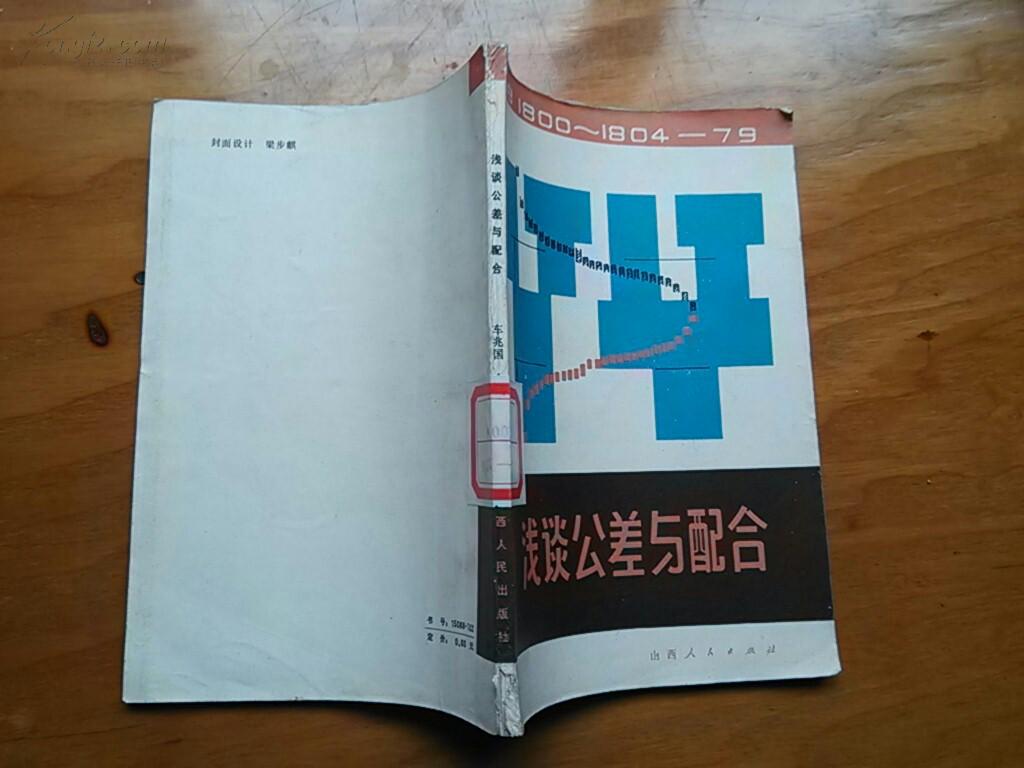 封面设计 梁步麒
浅谈公差与配合
车兆国
西人民出版社
书号：15088·122
定价：0.60 元
1800～1804—79
浅谈公差与配合
山西人民出版社